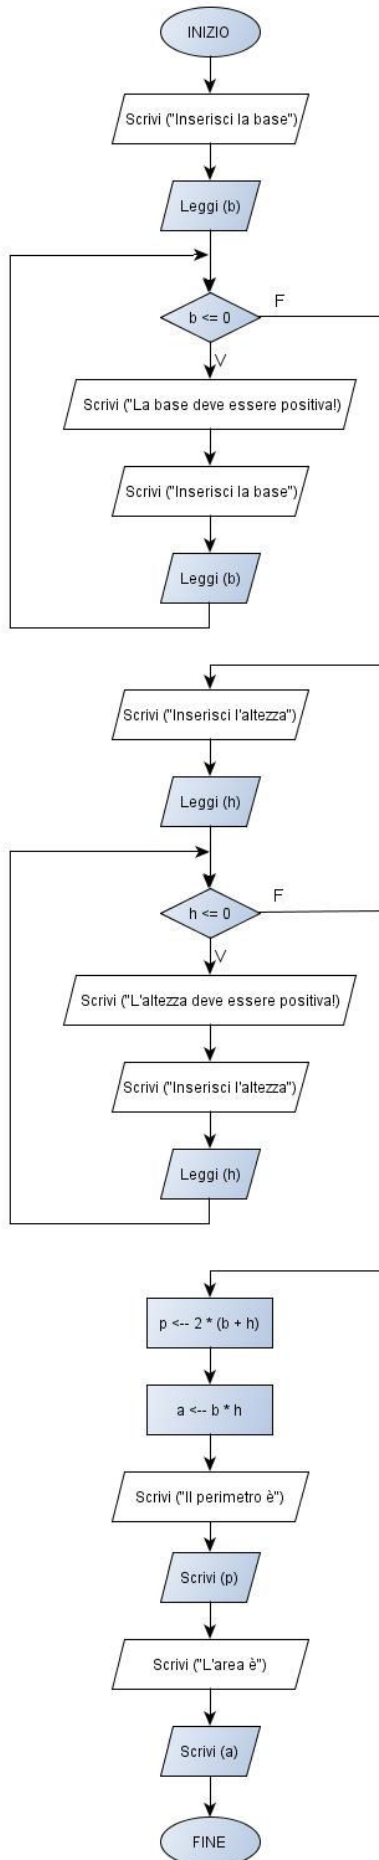 INIZIO
Scrivi ("Inserisci la base")
Leggi (b)
b <= 0
F
V
Scrivi ("La base deve essere positiva!)
Scrivi ("Inserisci la base")
Leggi (b)
Scrivi ("Inserisci l'altezza")
Leggi (h)
h <= 0
F
V
Scrivi ("L'altezza deve essere positiva!)
Scrivi ("Inserisci l'altezza")
Leggi (h)
p <-- 2 * (b + h)
a <-- b * h
Scrivi ("Il perimetro è")
Scrivi (p)
Scrivi ("L'area è")
Scrivi (a)
FINE